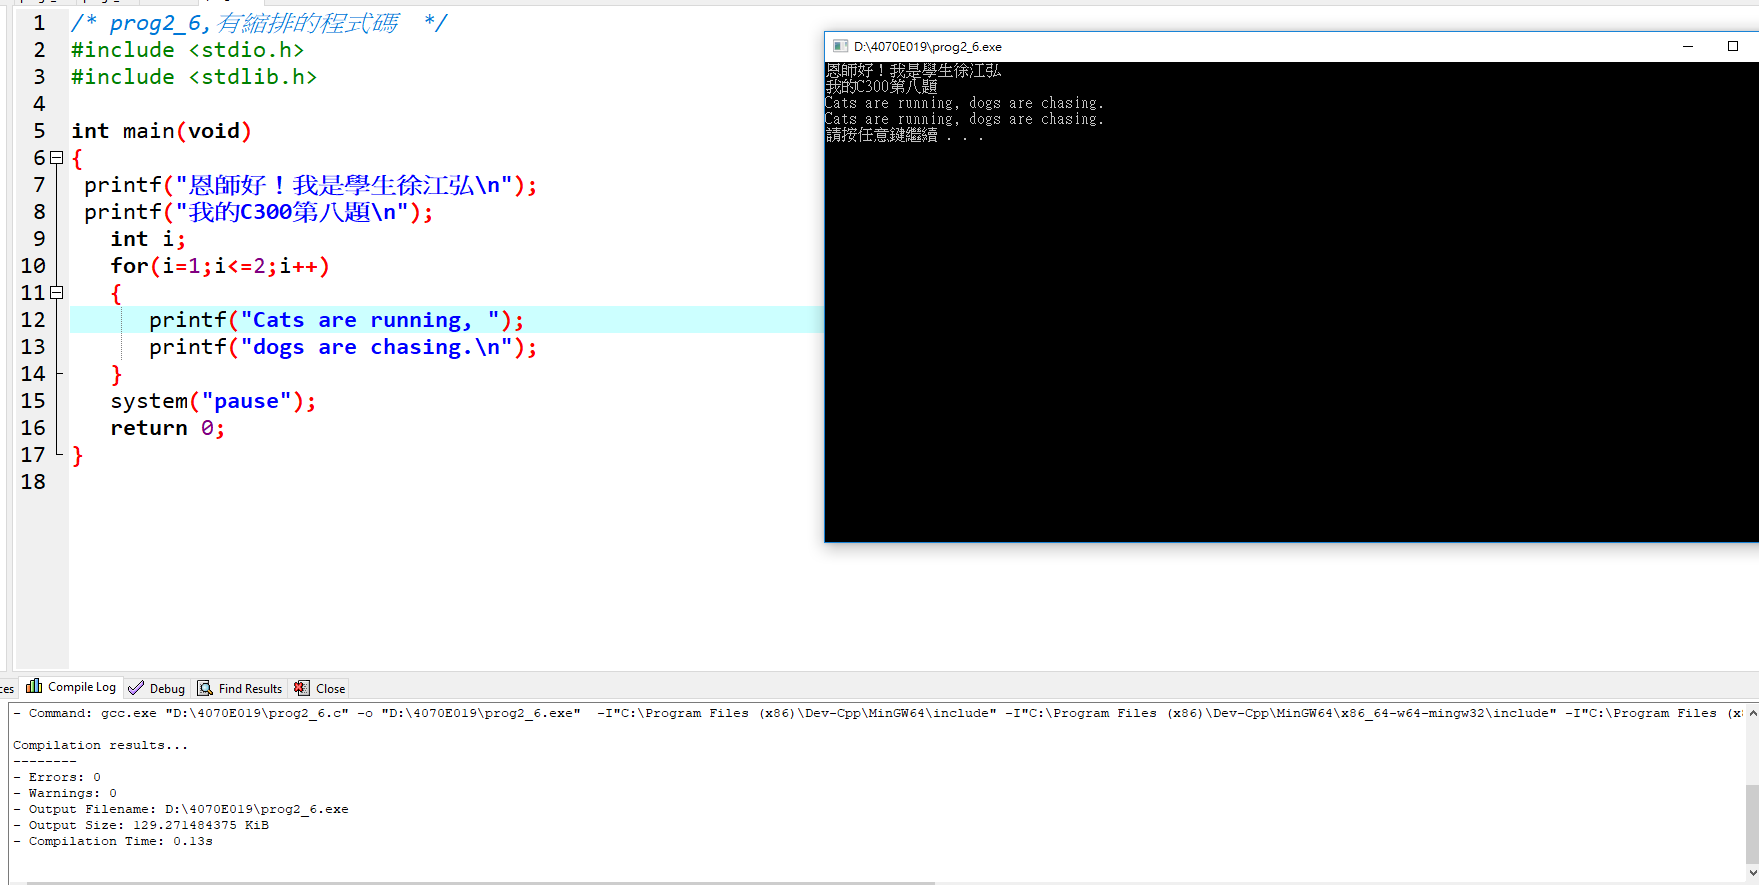 1 /* prog2_6,有縮排的程式碼  */
2 #include <stdio.h>
3 #include <stdlib.h>
4
5 int main(void)
6 {
7  printf("恩師好！我是學生徐江弘\n");
8  printf("我的C300第八題\n");
9    int i;
10    for(i=1;i<=2;i++)
11    {
12       printf("Cats are running, ");
13       printf("dogs are chasing.\n");
14    }
15    system("pause");
16    return 0;
17 }
18
D:\4070E019\prog2_6.exe
恩師好！我是學生徐江弘
我的C300第八題
Cats are running, dogs are chasing.
Cats are running, dogs are chasing.
請按任意鍵繼續 . . .
ces Compile Log Debug Find Results Close
- Command: gcc.exe "D:\4070E019\prog2_6.c" -o "D:\4070E019\prog2_6.exe"  -I"C:\Program Files (x86)\Dev-Cpp\MinGW64\include" -I"C:\Program Files (x86)\Dev-Cpp\MinGW64\x86_64-w64-mingw32\include" -I"C:\Program Files (x8
Compilation results...
--------
- Errors: 0
- Warnings: 0
- Output Filename: D:\4070E019\prog2_6.exe
- Output Size: 129.271484375 KiB
- Compilation Time: 0.13s